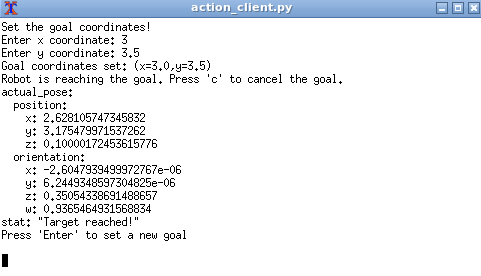 action_client.py
Set the goal coordinates!
Enter x coordinate: 3
Enter y coordinate: 3.5
Goal coordinates set: (x=3.0,y=3.5)
Robot is reaching the goal. Press 'c' to cancel the goal.
actual_pose:
  position:
    x: 2.628105747345832
    y: 3.175479971537262
    z: 0.10000172453615776
  orientation:
    x: -2.6047939499972767e-06
    y: 6.2449348597304825e-06
    z: 0.35054338691488657
    w: 0.9365464931568834
stat: "Target reached!"
Press 'Enter' to set a new goal